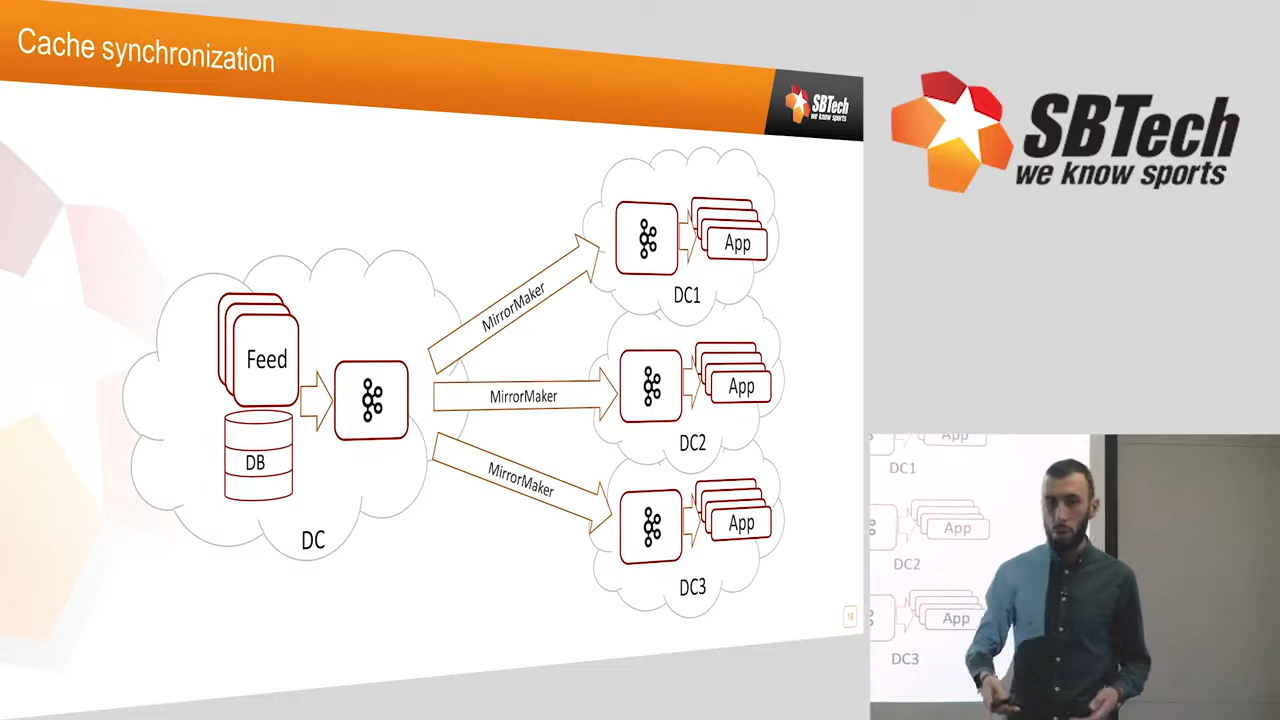 Cache synchronization
SBTech
we know sports
SBTech
we know sports
Feed
DB
DC
MirrorMaker
MirrorMaker
MirrorMaker
App
DC1
App
DC2
App
DC3
18
App
DC1
App
DC2
App
DC3